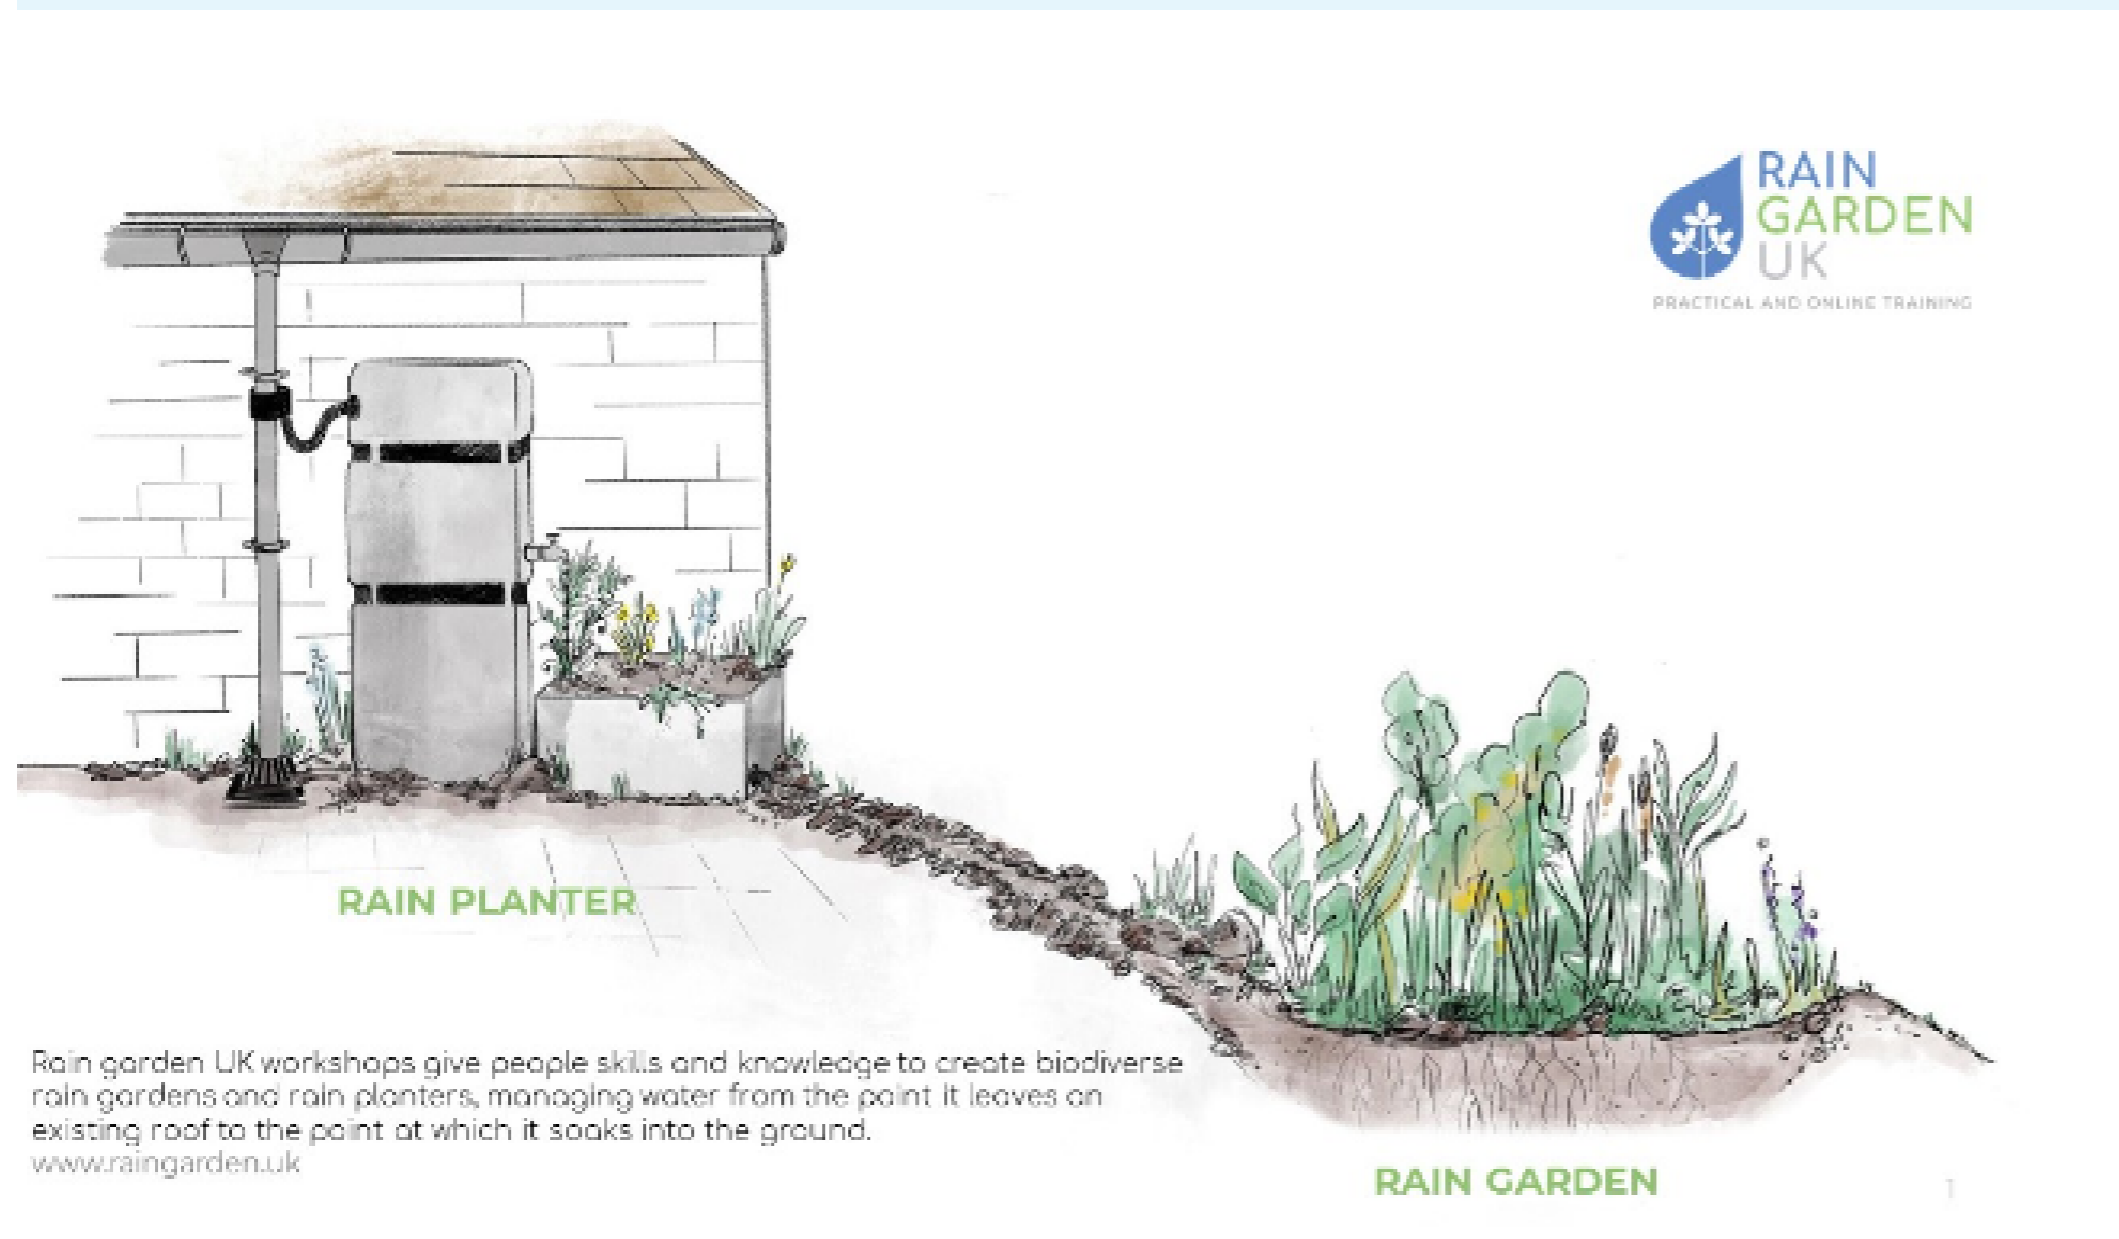 RAIN
GARDEN
UK
PRACTICAL AND ONLINE TRAINING
RAIN PLANTER
Rain garden UK workshops give people skills and knowledge to create biodiverse
rain gardens and rain planters, managing water from the point it leaves an
existing roof to the point at which it soaks into the ground.
www.raingarden.uk
RAIN GARDEN
1